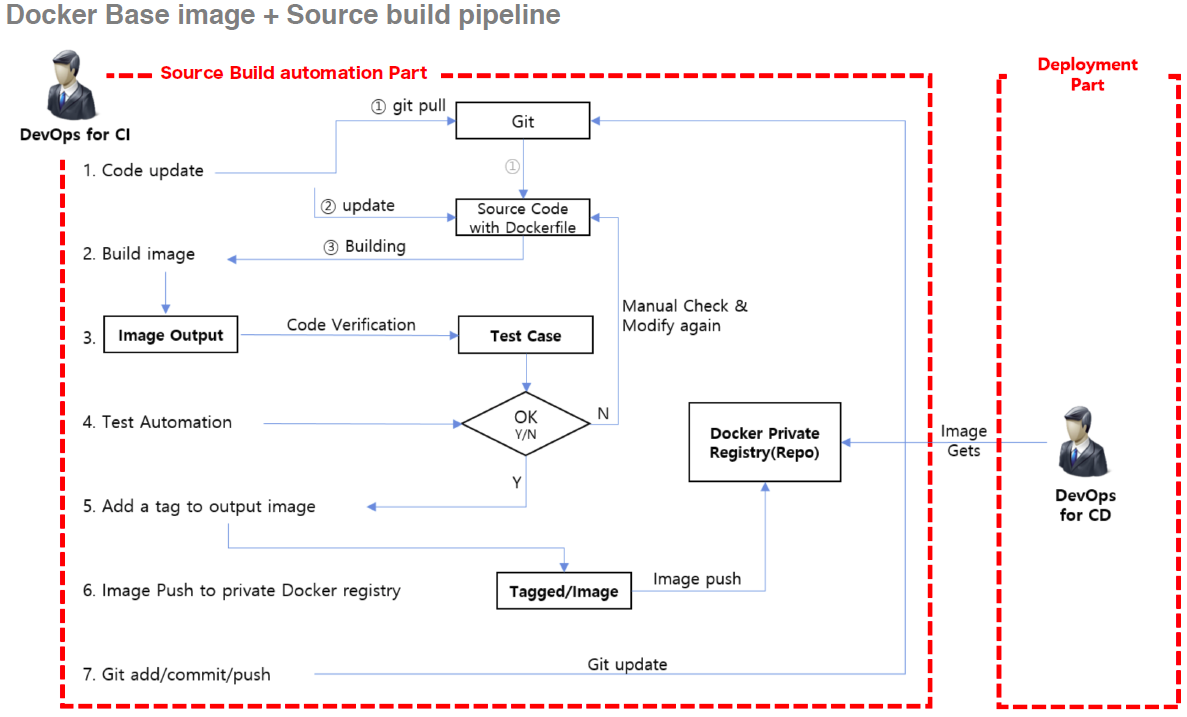 Docker Base image + Source build pipeline
Source Build automation Part
Deployment
Part
DevOps for CI
① git pull
Git
1. Code update
①
② update
Source Code
with Dockerfile
③ Building
2. Build image
Manual Check &
Modify again
3.
Image Output
Code Verification
Test Case
4. Test Automation
OK
Y/N
N
Docker Private
Registry(Repo)
Image
Gets
Y
DevOps
for CD
5. Add a tag to output image
6. Image Push to private Docker registry
Tagged/Image
Image push
7. Git add/commit/push
Git update